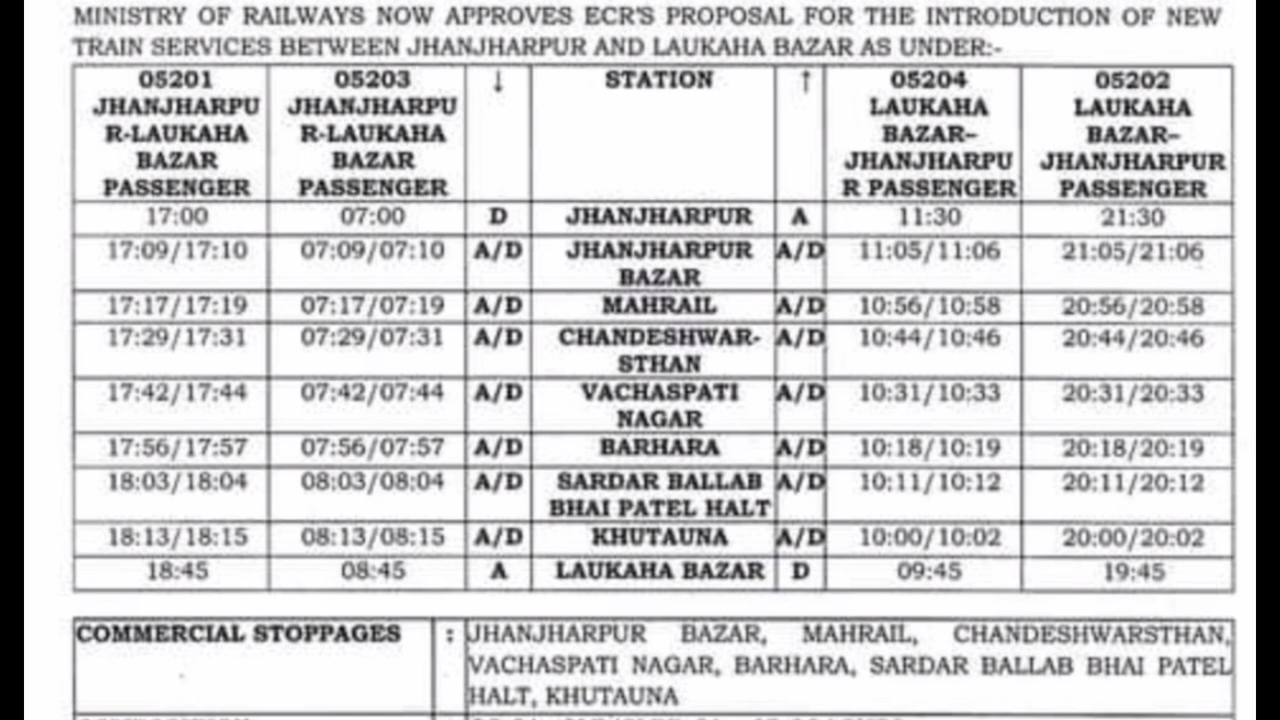 MINISTRY OF RAILWAYS NOW APPROVES ECR'S PROPOSAL FOR THE INTRODUCTION OF NEW
TRAIN SERVICES BETWEEN JHANJHARPUR AND LAUKAHA BAZAR AS UNDER:-
05201 JHANJHARPU R-LAUKAHA BAZAR PASSENGER | 05203 JHANJHARPU R-LAUKAHA BAZAR PASSENGER | ↓ | STATION | ↑ | 05204 LAUKAHA BAZAR– JHANJHARPU R PASSENGER | 05202 LAUKAHA BAZAR– JHANJHARPUR PASSENGER
17:00 | 07:00 | D | JHANJHARPUR | A | 11:30 | 21:30
17:09/17:10 | 07:09/07:10 | A/D | JHANJHARPUR BAZAR | A/D | 11:05/11:06 | 21:05/21:06
17:17/17:19 | 07:17/07:19 | A/D | MAHRAIL | A/D | 10:56/10:58 | 20:56/20:58
17:29/17:31 | 07:29/07:31 | A/D | CHANDESHWAR- STHAN | A/D | 10:44/10:46 | 20:44/20:46
17:42/17:44 | 07:42/07:44 | A/D | VACHASPATI NAGAR | A/D | 10:31/10:33 | 20:31/20:33
17:56/17:57 | 07:56/07:57 | A/D | BARHARA | A/D | 10:18/10:19 | 20:18/20:19
18:03/18:04 | 08:03/08:04 | A/D | SARDAR BALLAB BHAI PATEL HALT | A/D | 10:11/10:12 | 20:11/20:12
18:13/18:15 | 08:13/08:15 | A/D | KHUTAUNA | A/D | 10:00/10:02 | 20:00/20:02
18:45 | 08:45 | A | LAUKAHA BAZAR | D | 09:45 | 19:45
COMMERCIAL STOPPAGES : JHANJHARPUR BAZAR, MAHRAIL, CHANDESHWARSTHAN,
VACHASPATI NAGAR, BARHARA, SARDAR BALLAB BHAI PATEL
HALT, KHUTAUNA